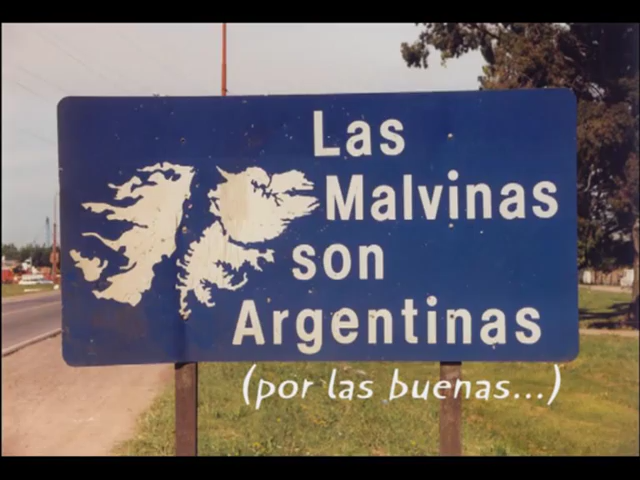 Las
Malvinas
son
Argentinas
(por las buenas...)